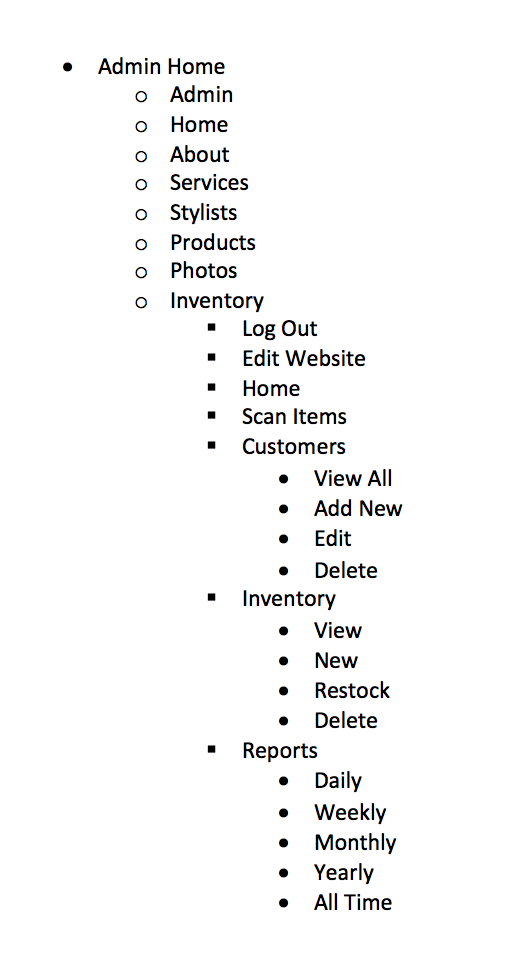 • Admin Home
o Admin
o Home
o About
o Services
o Stylists
o Products
o Photos
o Inventory
▪ Log Out
▪ Edit Website
▪ Home
▪ Scan Items
▪ Customers
• View All
• Add New
• Edit
• Delete
▪ Inventory
• View
• New
• Restock
• Delete
▪ Reports
• Daily
• Weekly
• Monthly
• Yearly
• All Time